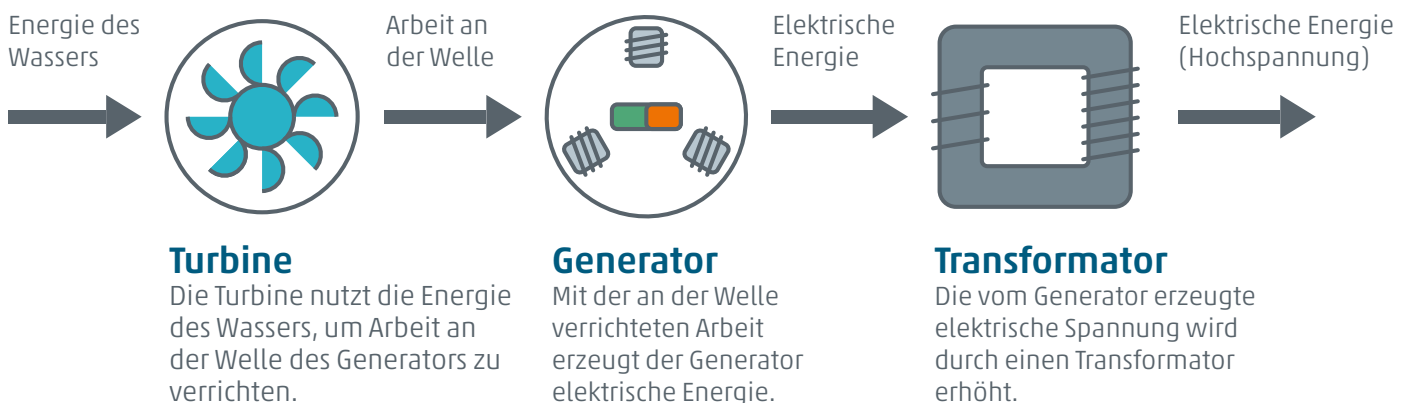 Energie des
Wassers
Arbeit an
der Welle
Elektrische
Energie
Elektrische Energie
(Hochspannung)
Turbine
Die Turbine nutzt die Energie
des Wassers, um Arbeit an
der Welle des Generators zu
verrichten.
Generator
Mit der an der Welle
verrichteten Arbeit
erzeugt der Generator
elektrische Energie.
Transformator
Die vom Generator erzeugte
elektrische Spannung wird
durch einen Transformator
erhöht.